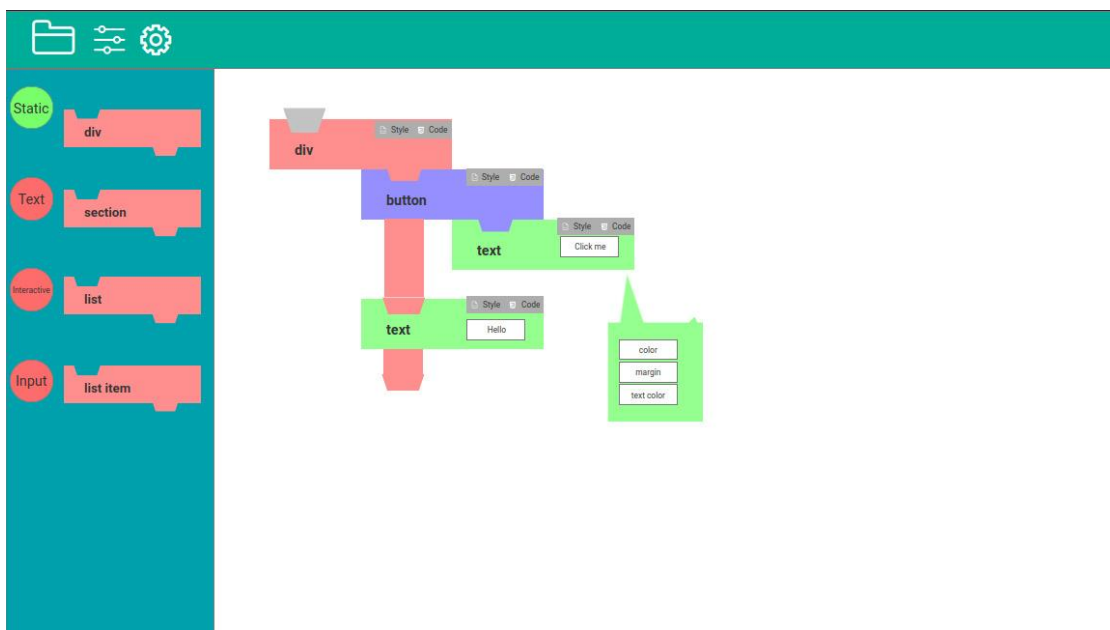 Static
div
Text
section
Interactive
list
Input
list item
Style Code
div
Style Code
button
Style Code
text
Click me
Style Code
text
Hello
color
margin
text color